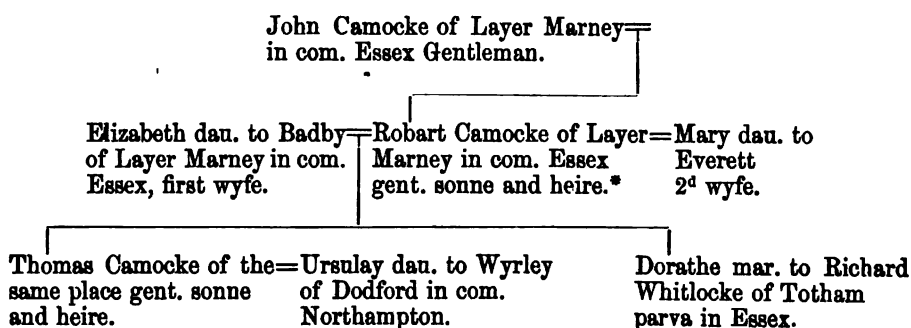 John Camocke of Layer Marney=
in com. Essex Gentleman.
Elizabeth dau. to Badby=
of Layer Marney in com.
Essex, first wyfe.
Robart Camocke of Layer=
Marney in com. Essex
gent. sonne and heire.*
Mary dau. to
Everett
2ᵈ wyfe.
Thomas Camocke of the=
same place gent. sonne
and heire.
Ursulay dau. to Wyrley
of Dodford in com.
Northampton.
Dorathe mar. to Richard
Whitlocke of Totham
parva in Essex.